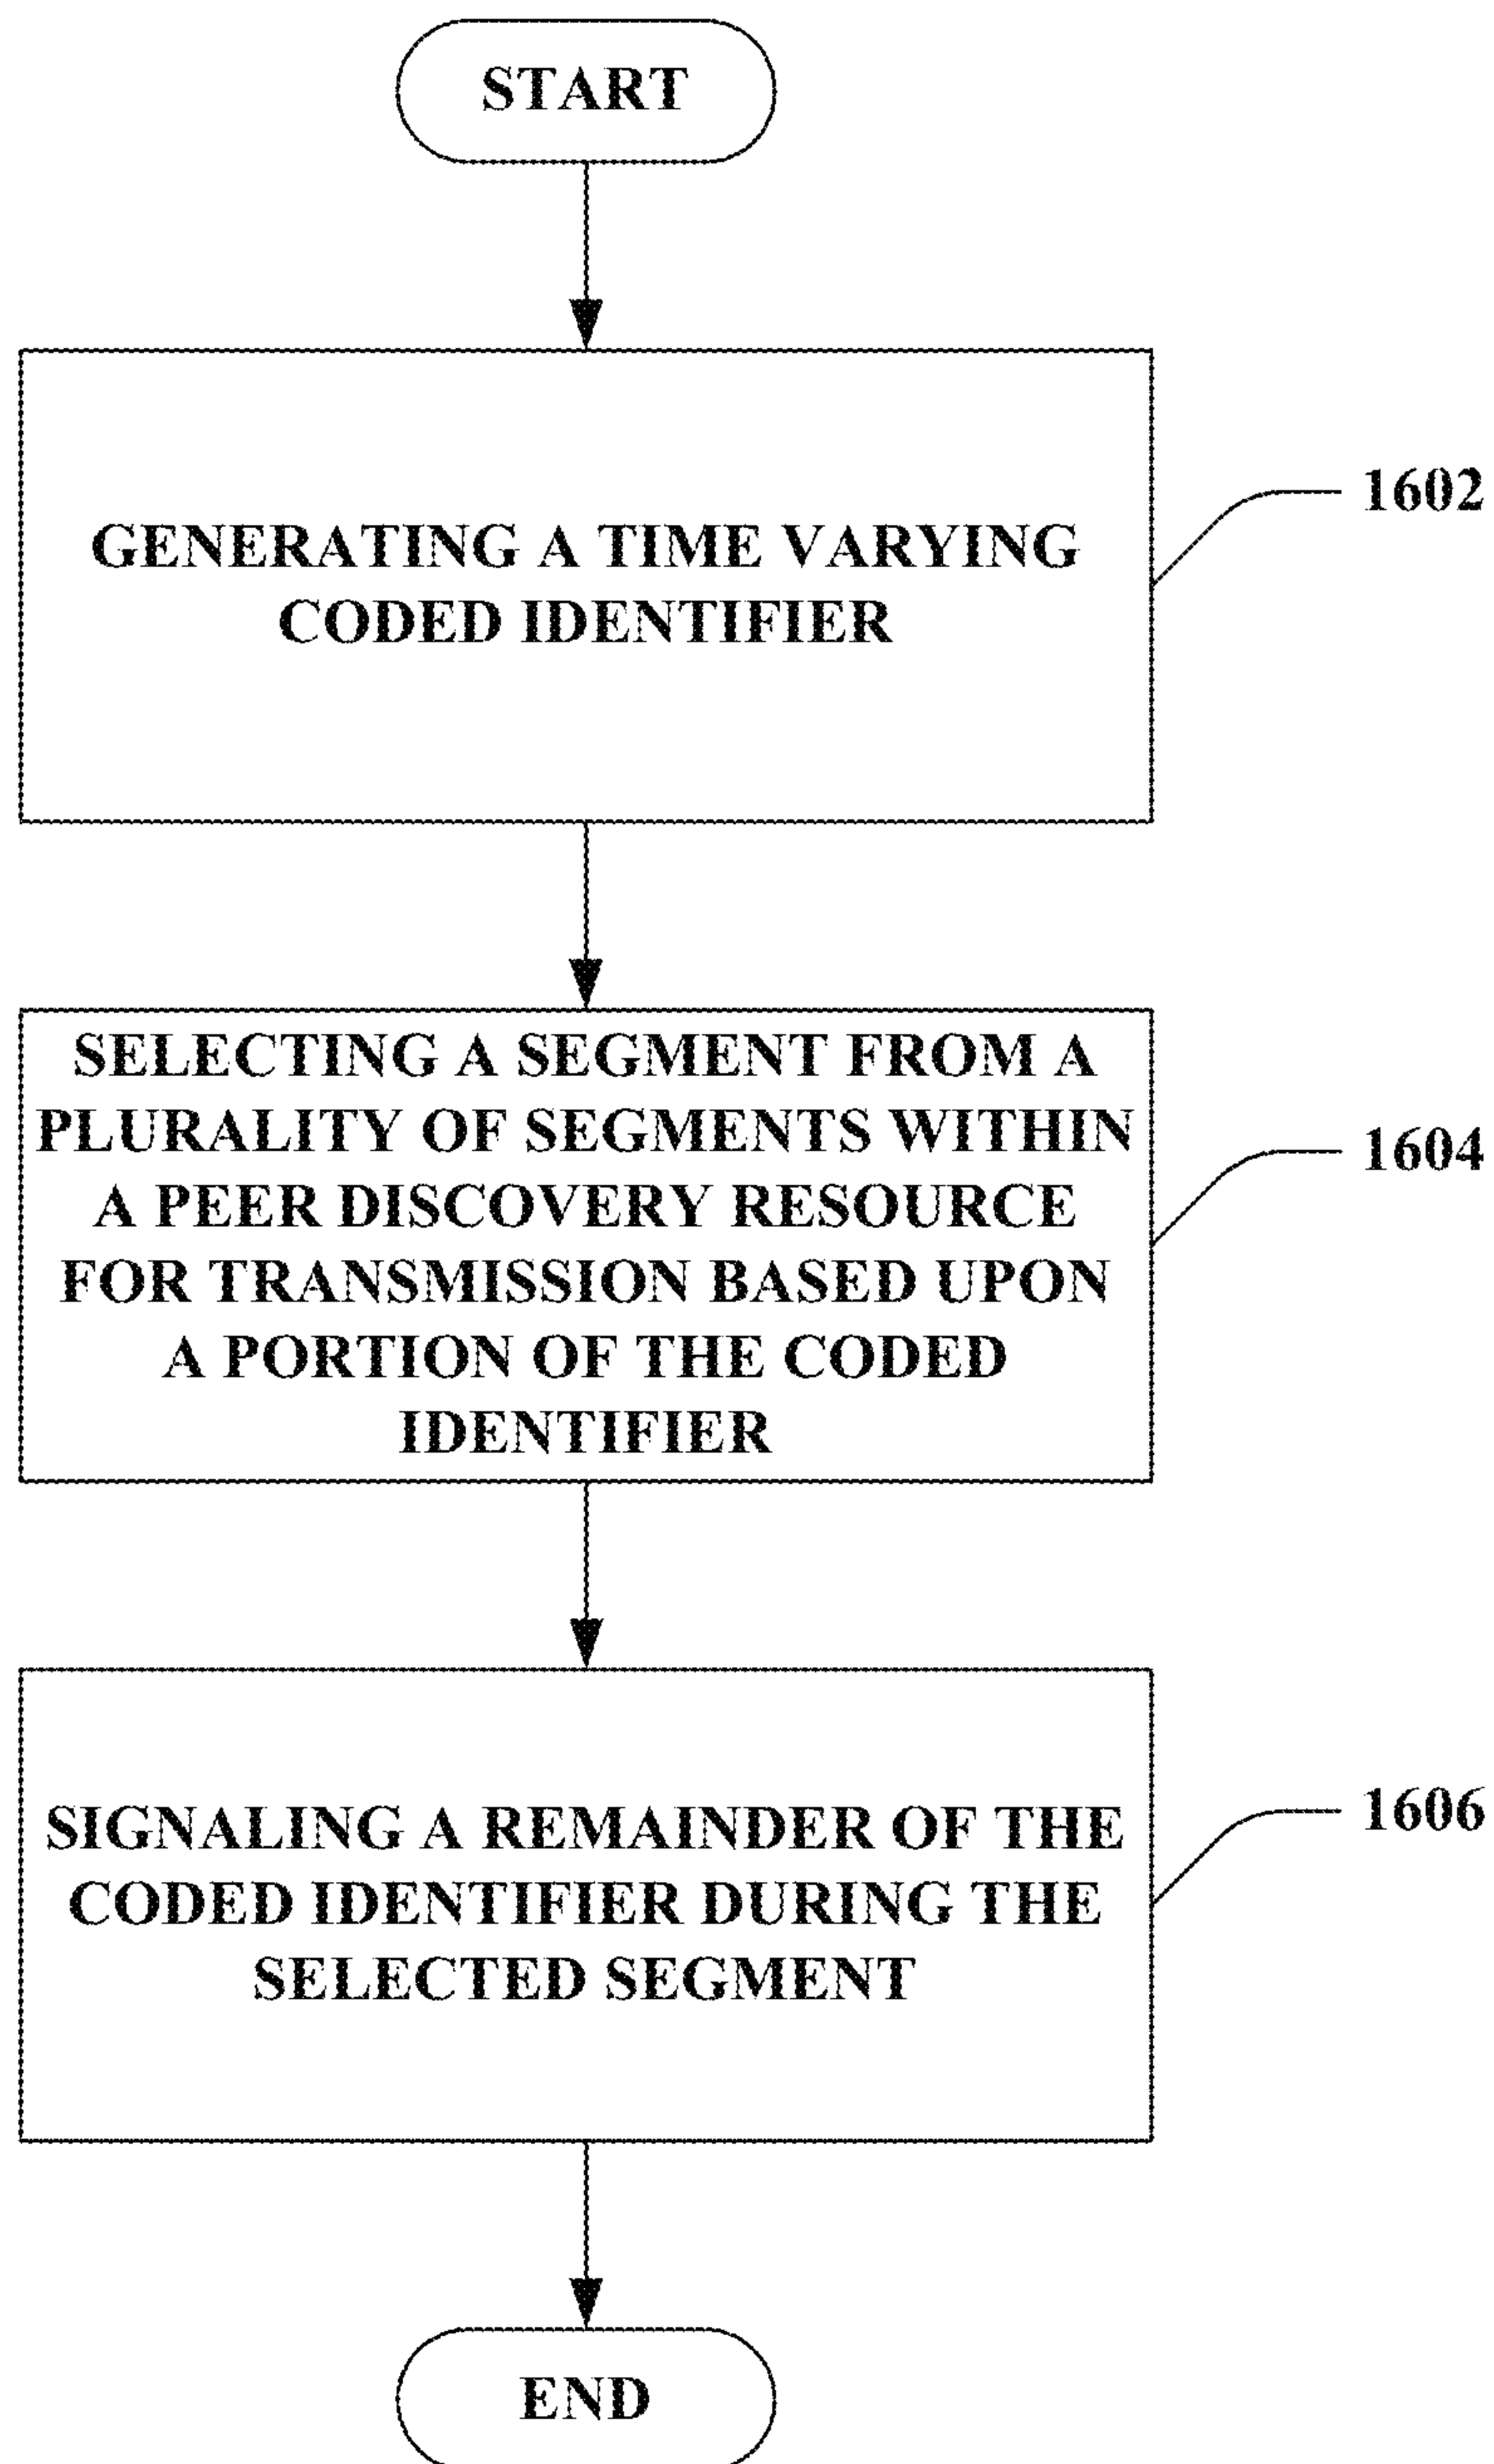 START
GENERATING A TIME VARYING
CODED IDENTIFIER
1602
SELECTING A SEGMENT FROM A
PLURALITY OF SEGMENTS WITHIN
A PEER DISCOVERY RESOURCE
FOR TRANSMISSION BASED UPON
A PORTION OF THE CODED
IDENTIFIER
1604
SIGNALING A REMAINDER OF THE
CODED IDENTIFIER DURING THE
SELECTED SEGMENT
1606
END